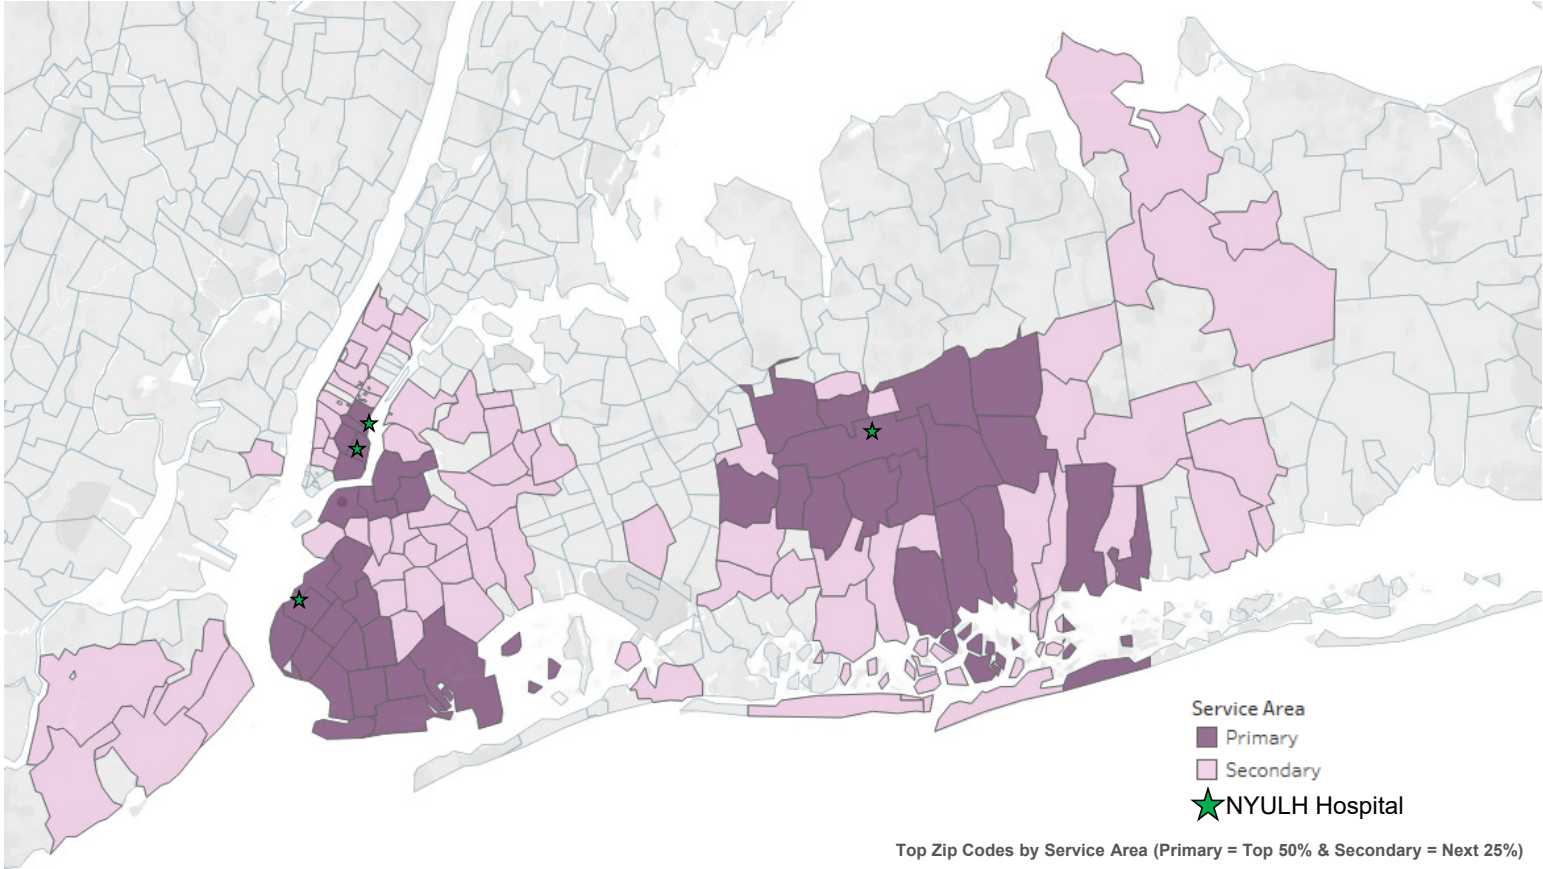 Service Area
Primary
Secondary
NYULH Hospital
Top Zip Codes by Service Area (Primary = Top 50% & Secondary = Next 25%)